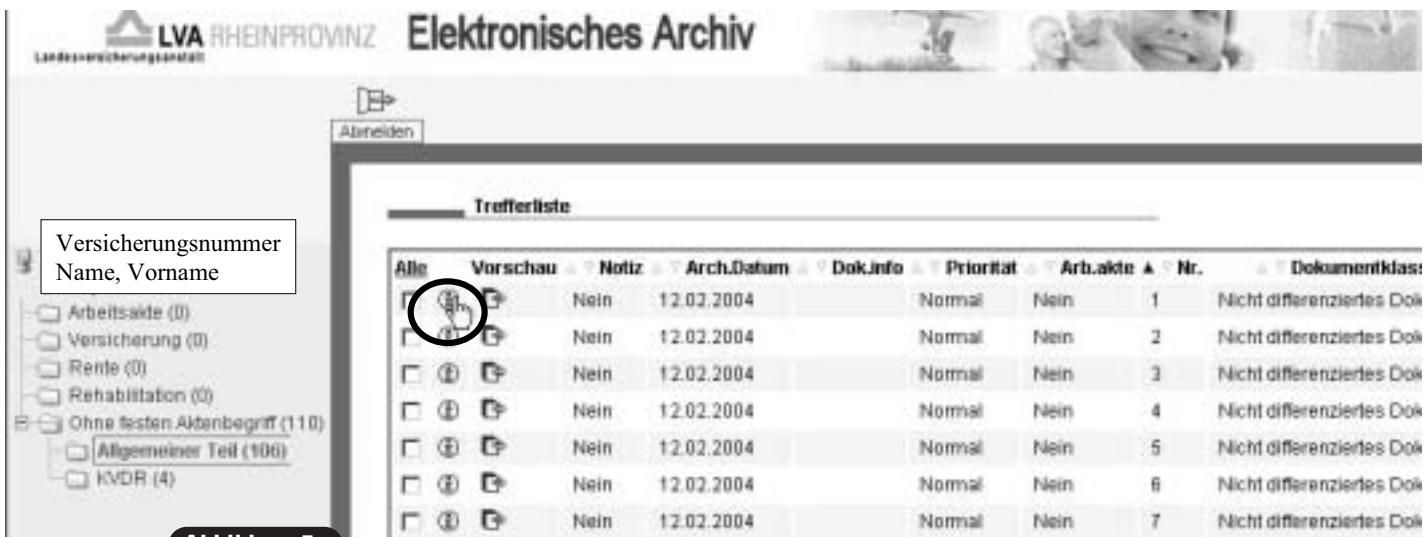 LVA RHEINPROVINZ Elektronisches Archiv
Landesversicherungsanstalt
Abmelden
Trefferliste
Versicherungsnummer
Name, Vorname
Arbeitsakte (0)
Versicherung (0)
Rente (0)
Rehabilitation (0)
Ohne festen Aktenbegriff (110)
Allgemeiner Teil (106)
KVDR (4)
Alle Vorschau Notiz Arch.Datum Dok.info Priorität Arb.akte Nr. Dokumentklass
Nein 12.02.2004 Normal Nein 1 Nicht differenziertes Dok
Nein 12.02.2004 Normal Nein 2 Nicht differenziertes Dok
Nein 12.02.2004 Normal Nein 3 Nicht differenziertes Dok
Nein 12.02.2004 Normal Nein 4 Nicht differenziertes Dok
Nein 12.02.2004 Normal Nein 5 Nicht differenziertes Dok
Nein 12.02.2004 Normal Nein 6 Nicht differenziertes Dok
Nein 12.02.2004 Normal Nein 7 Nicht differenziertes Dok